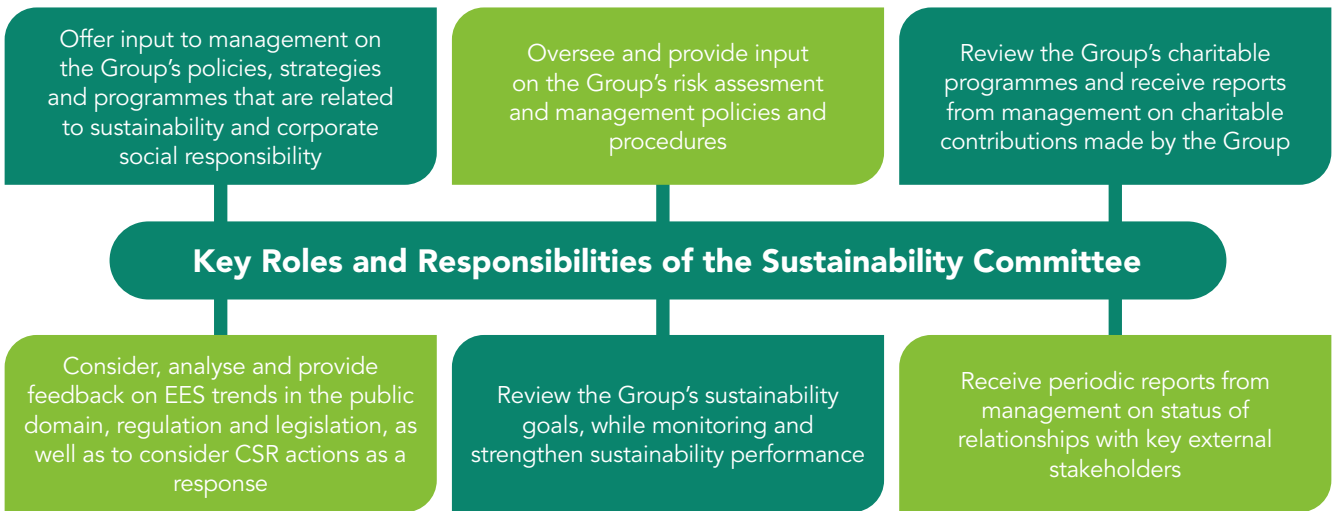 Offer input to management on
the Group's policies, strategies
and programmes that are related
to sustainability and corporate
social responsibility
Oversee and provide input
on the Group's risk assesment
and management policies and
procedures
Review the Group's charitable
programmes and receive reports
from management on charitable
contributions made by the Group
Key Roles and Responsibilities of the Sustainability Committee
Consider, analyse and provide
feedback on EES trends in the public
domain, regulation and legislation, as
well as to consider CSR actions as a
response
Review the Group's sustainability
goals, while monitoring and
strengthen sustainability performance
Receive periodic reports from
management on status of
relationships with key external
stakeholders